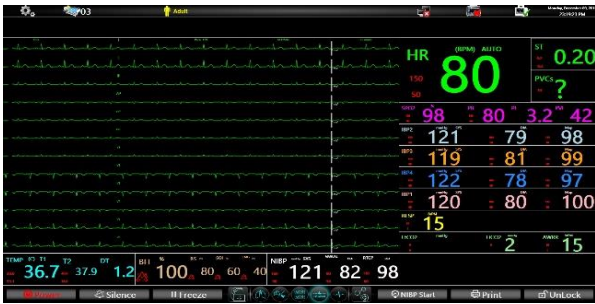 03 Adult
HR (BPM) AUTO 80 150 50
ST 0.20
PVCs ?
98 PR 80 PI 3.2 PVI 42
IBP2 121 79 98
IBP3 119 81 99
IBP4 122 78 97
IBP1 120 80 100
RESP 15
2 AWRR 15
TEMP T1 36.7 T2 37.9 DT 1.2
100 80 60 40
NIBP SYS 121 82 98
Silence Freeze NIBP Start Print UnLock